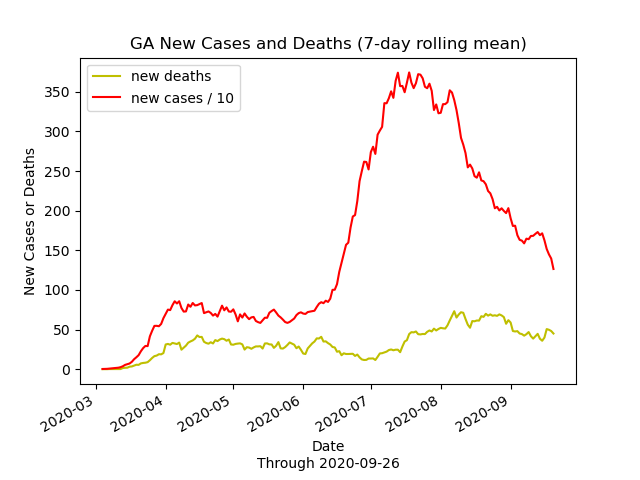 GA New Cases and Deaths (7-day rolling mean)
new deaths
new cases / 10
New Cases or Deaths
350
300
250
200
150
100
50
0
2020-03
2020-04
2020-05
2020-06
2020-07
2020-08
2020-09
Date
Through 2020-09-26